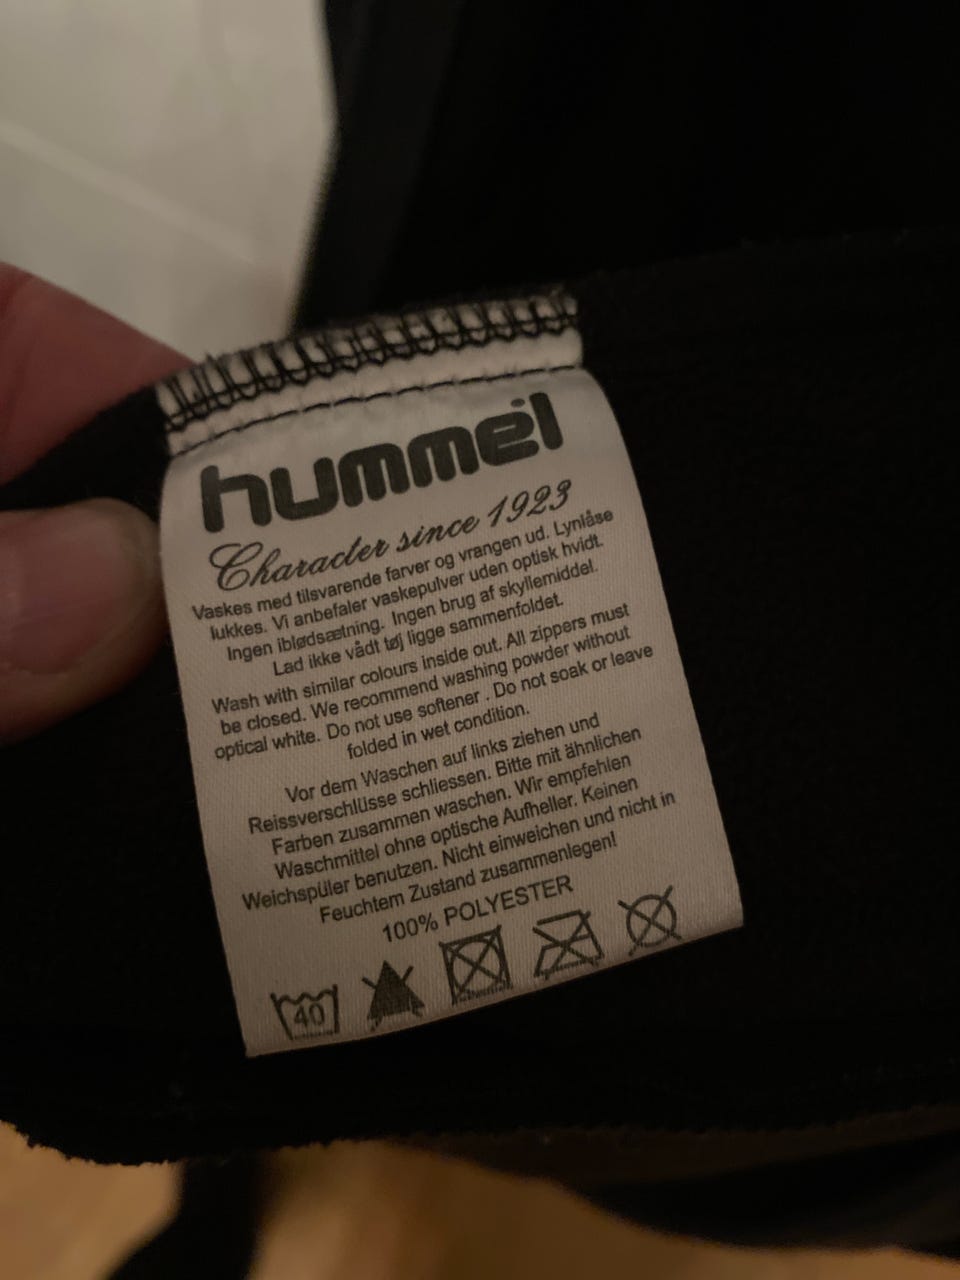 hummel
Character since 1923
Vaskes med tilsvarende farver og vrangen ud. Lynlåse
lukkes. Vi anbefaler vaskepulver uden optisk hvidt.
Ingen iblødsætning. Ingen brug af skyllemiddel.
Lad ikke vådt tøj ligge sammenfoldet.
Wash with similar colours inside out. All zippers must
be closed. We recommend washing powder without
optical white. Do not use softener . Do not soak or leave
folded in wet condition.
Vor dem Waschen auf links ziehen und
Reissverschlüsse schliessen. Bitte mit ähnlichen
Farben zusammen waschen. Wir empfehlen
Waschmittel ohne optische Aufheller. Keinen
Weichspüler benutzen. Nicht einweichen und nicht in
Feuchtem Zustand zusammenlegen!
100% POLYESTER
40